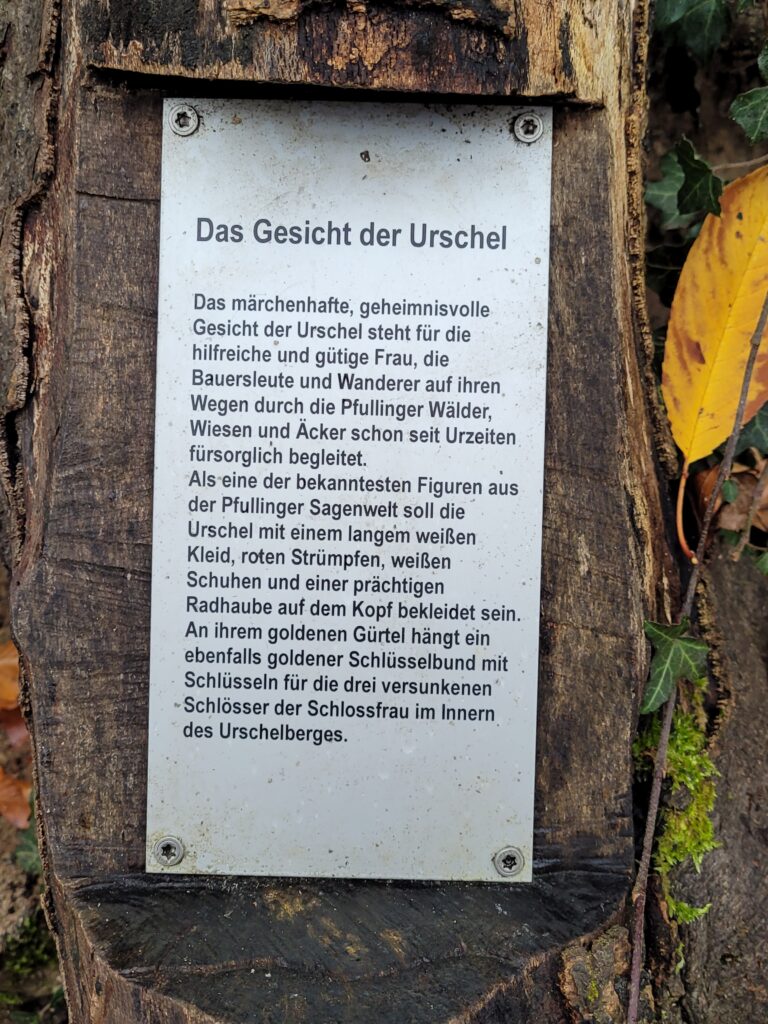 Das Gesicht der Urschel
Das märchenhafte, geheimnisvolle
Gesicht der Urschel steht für die
hilfreiche und gütige Frau, die
Bauersleute und Wanderer auf ihren
Wegen durch die Pfullinger Wälder,
Wiesen und Äcker schon seit Urzeiten
fürsorglich begleitet.
Als eine der bekanntesten Figuren aus
der Pfullinger Sagenwelt soll die
Urschel mit einem langem weißen
Kleid, roten Strümpfen, weißen
Schuhen und einer prächtigen
Radhaube auf dem Kopf bekleidet sein.
An ihrem goldenen Gürtel hängt ein
ebenfalls goldener Schlüsselbund mit
Schlüsseln für die drei versunkenen
Schlösser der Schlossfrau im Innern
des Urschelberges.